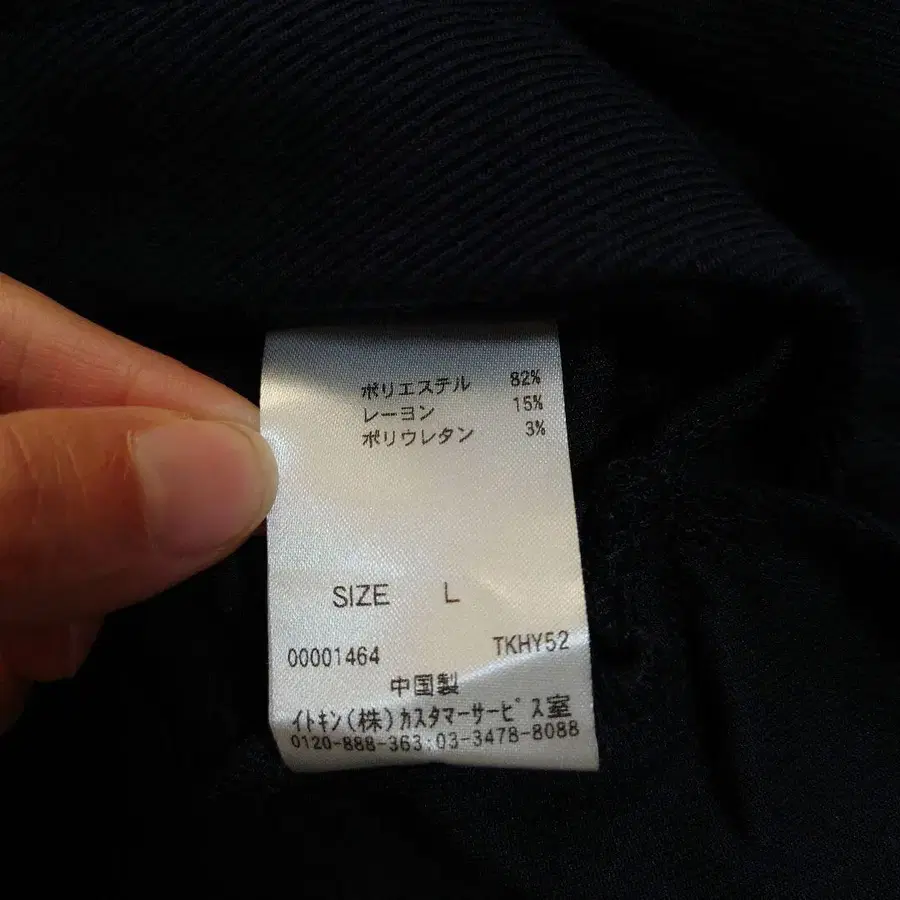 ポリエステル 82%
レーヨン 15%
ポリウレタン 3%
SIZE L
00001464 TKHY52
中国製
イトキン(株)カスタマーサービス室
0120-888-363:03-3478-8088